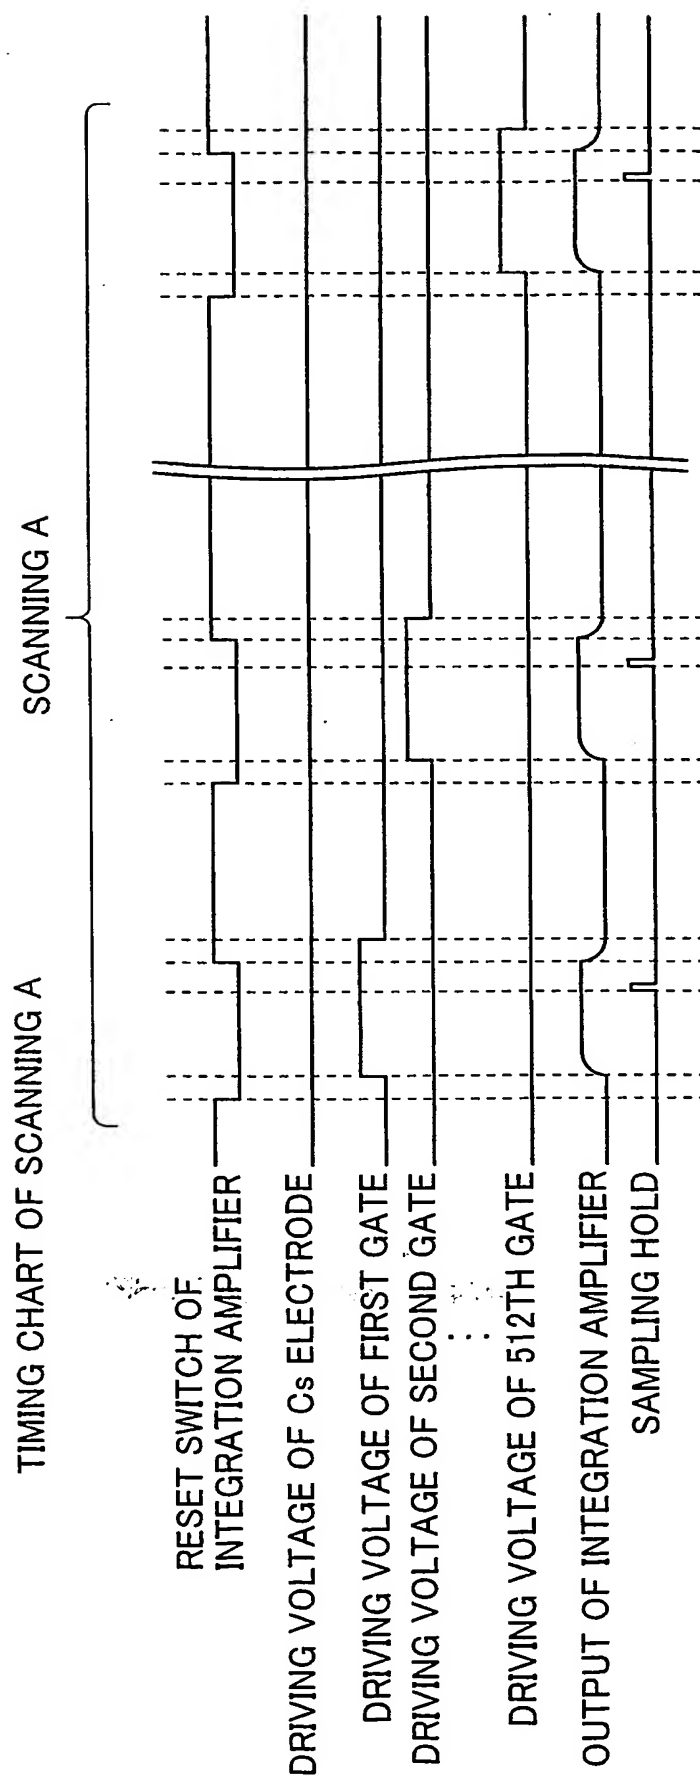 TIMING CHART OF SCANNING A
SCANNING A
RESET SWITCH OF
INTEGRATION AMPLIFIER
DRIVING VOLTAGE OF Cs ELECTRODE
DRIVING VOLTAGE OF FIRST GATE
DRIVING VOLTAGE OF SECOND GATE
⋮
DRIVING VOLTAGE OF 512TH GATE
OUTPUT OF INTEGRATION AMPLIFIER
SAMPLING HOLD